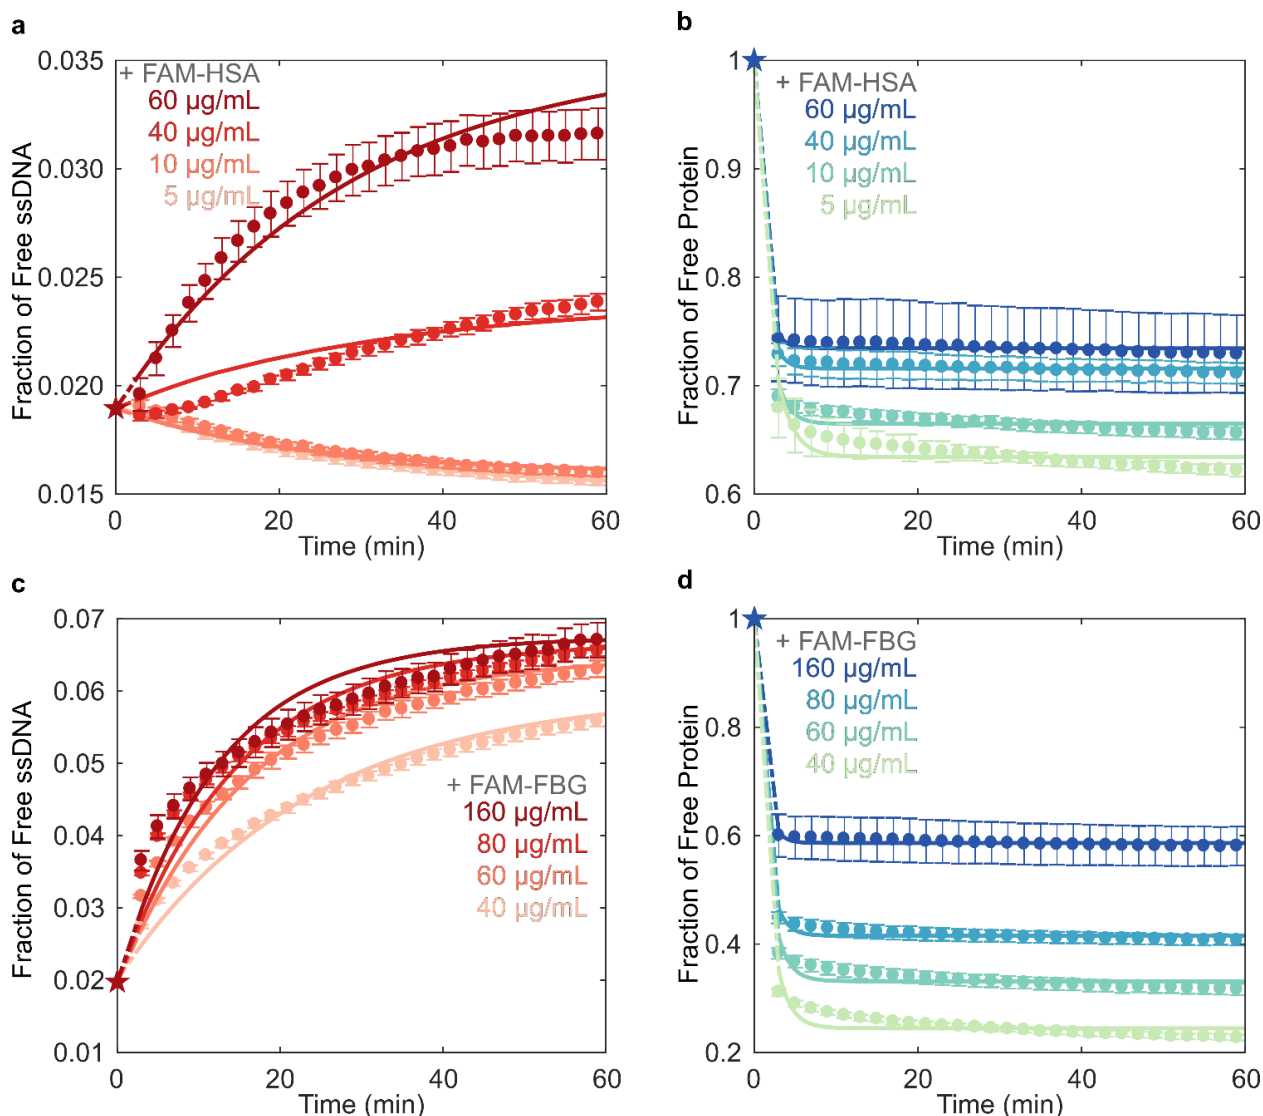 a
0.035
0.030
0.025
0.020
0.015
Fraction of Free ssDNA
+ FAM-HSA
60 µg/mL
40 µg/mL
10 µg/mL
5 µg/mL
0
20
40
60
Time (min)
b
1
0.9
0.8
0.7
0.6
Fraction of Free Protein
+ FAM-HSA
60 µg/mL
40 µg/mL
10 µg/mL
5 µg/mL
0
20
40
60
Time (min)
c
0.07
0.06
0.05
0.04
0.03
0.02
0.01
Fraction of Free ssDNA
+ FAM-FBG
160 µg/mL
80 µg/mL
60 µg/mL
40 µg/mL
0
20
40
60
Time (min)
d
1
0.8
0.6
0.4
0.2
Fraction of Free Protein
+ FAM-FBG
160 µg/mL
80 µg/mL
60 µg/mL
40 µg/mL
0
20
40
60
Time (min)